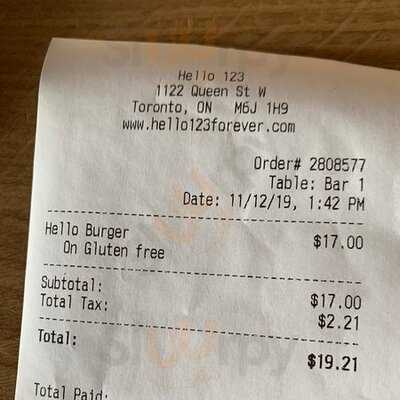 Hello 123
1122 Queen St W
Toronto, ON M6J 1H9
www.hello123forever.com
Order# 2808577
Table: Bar 1
Date: 11/12/19, 1:42 PM
Hello Burger $17.00
On Gluten free
Subtotal: $17.00
Total Tax: $2.21
Total: $19.21
Total Paid: